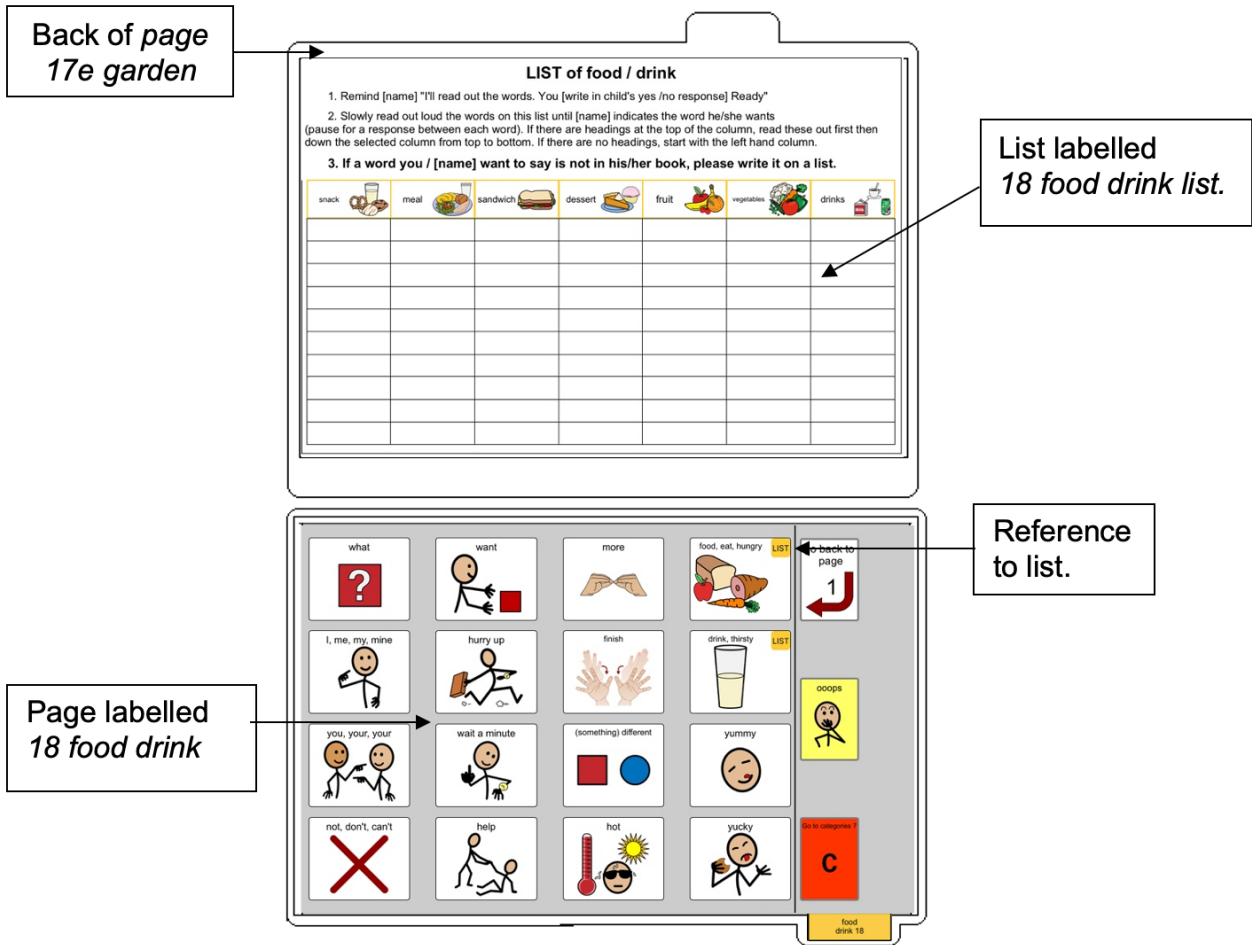 Back of page
17e garden
LIST of food / drink
1. Remind [name] "I'll read out the words. You [write in child's yes /no response] Ready"
2. Slowly read out loud the words on this list until [name] indicates the word he/she wants
(pause for a response between each word). If there are headings at the top of the column, read these out first then
down the selected column from top to bottom. If there are no headings, start with the left hand column.
3. If a word you / [name] want to say is not in his/her book, please write it on a list.
snack meal sandwich dessert fruit vegetables drinks
List labelled
18 food drink list.
what want more food, eat, hungry LIST
o back to
page
1
?
Reference
to list.
I, me, my, mine hurry up finish drink, thirsty LIST
ooops
Page labelled
18 food drink
you, your, your wait a minute (something) different yummy
not, don't, can't help hot yucky
Go to categories 7
C
food
drink 18